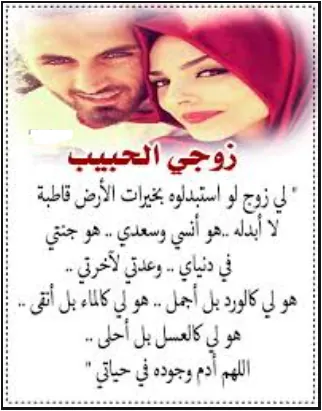 زوجي الحبيب
" لي زوج لو استبدلوه بخيرات الأرض قاطبة
لا أبدله ..هو أنسي وسعدي .. هو جنتي
في دنياي .. وعدتي لآخرتي ..
هو لي كالورد بل أجمل .. هو لي كالماء بل أنقى ..
هو لي كالعسل بل أحلى ..
اللهم أدم وجوده في حياتي "